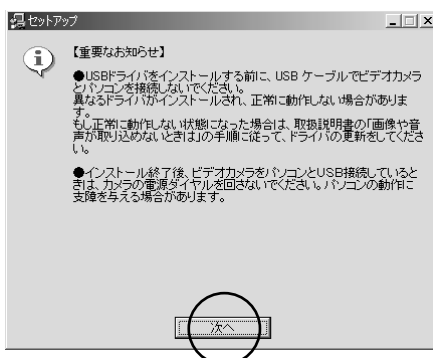 セットアップ
【重要なお知らせ】
●USBドライバをインストールする前に、USB ケーブルでビデオカメラ
とパソコンを接続しないでください。
異なるドライバがインストールされ、正常に動作しない場合がありま
す。
もし正常に動作しない状態になった場合は、取扱説明書の「画像や音
声が取り込めないときは」の手順に従って、ドライバの更新をしてくださ
い。
●インストール終了後、ビデオカメラをパソコンとUSB接続していると
きは、カメラの電源ダイヤルを回さないでください。パソコンの動作に
支障を与える場合があります。
次へ